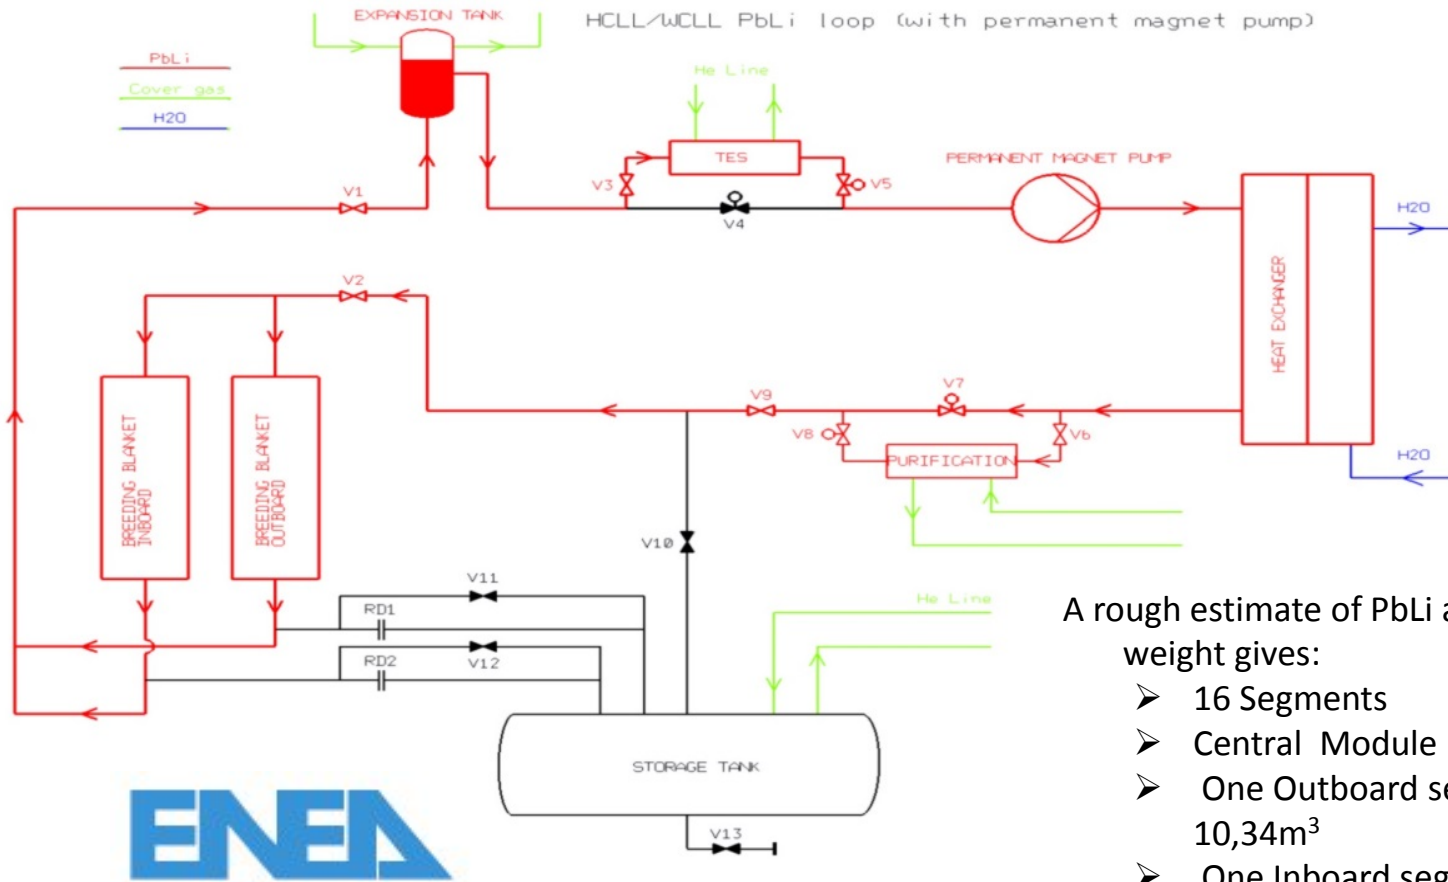 EXPANSION TANK
HCLL/WCLL PbLi loop (with permanent magnet pump)
PbLi
Cover gas
H2O
He Line
TES
V3
V5
V4
PERMANENT MAGNET PUMP
V1
H2O
HEAT EXCHANGER
V2
V9
V7
V8
V6
PURIFICATION
H2O
BREEDING BLANKET
INBOARD
BREEDING BLANKET
OUTBOARD
V10
V11
RD1
V12
RD2
He Line
STORAGE TANK
V13
ENEA
A rough estimate of PbLi
weight gives:
➢ 16 Segments
➢ Central Module
➢ One Outboard
10,34m³
➢ One Inboard